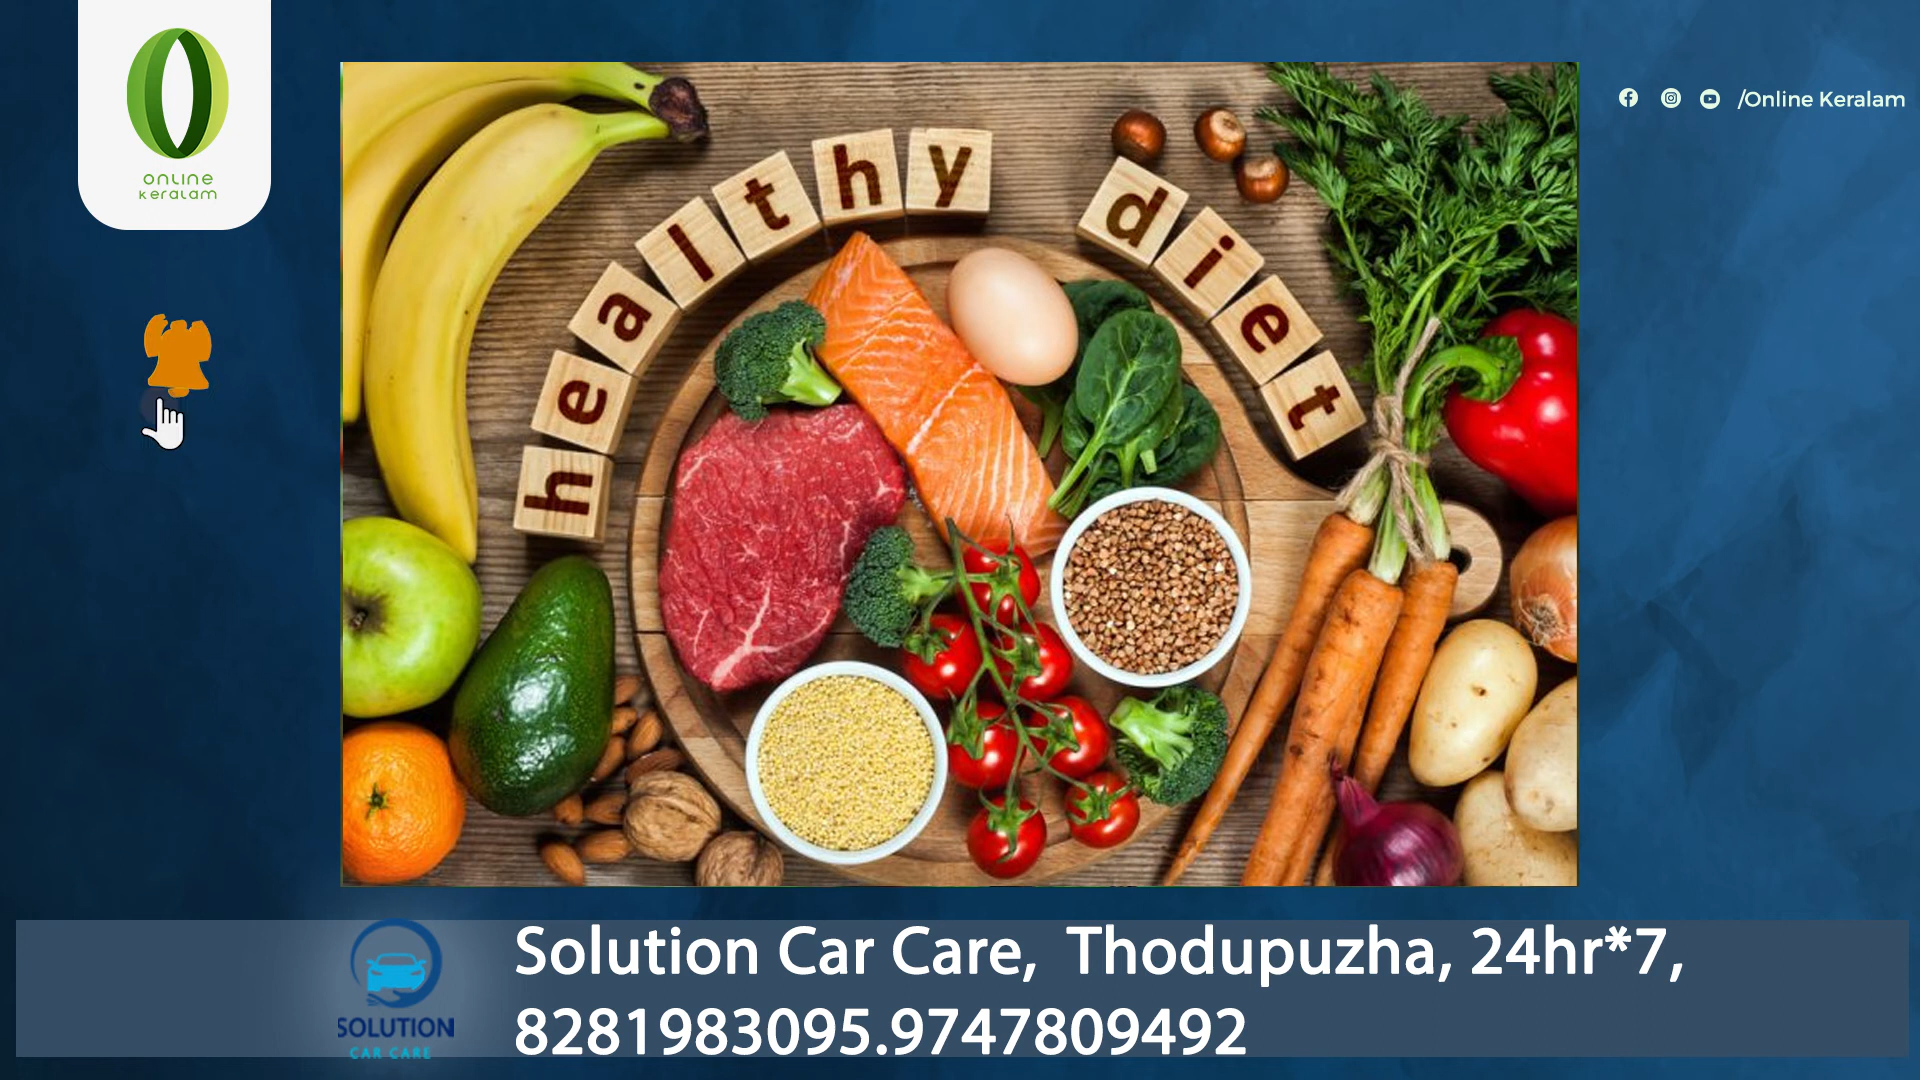 ONLINE
KERALAM
/Online Keralam
healthy diet
SOLUTION
CAR CARE
Solution Car Care, Thodupuzha, 24hr*7,
8281983095.9747809492